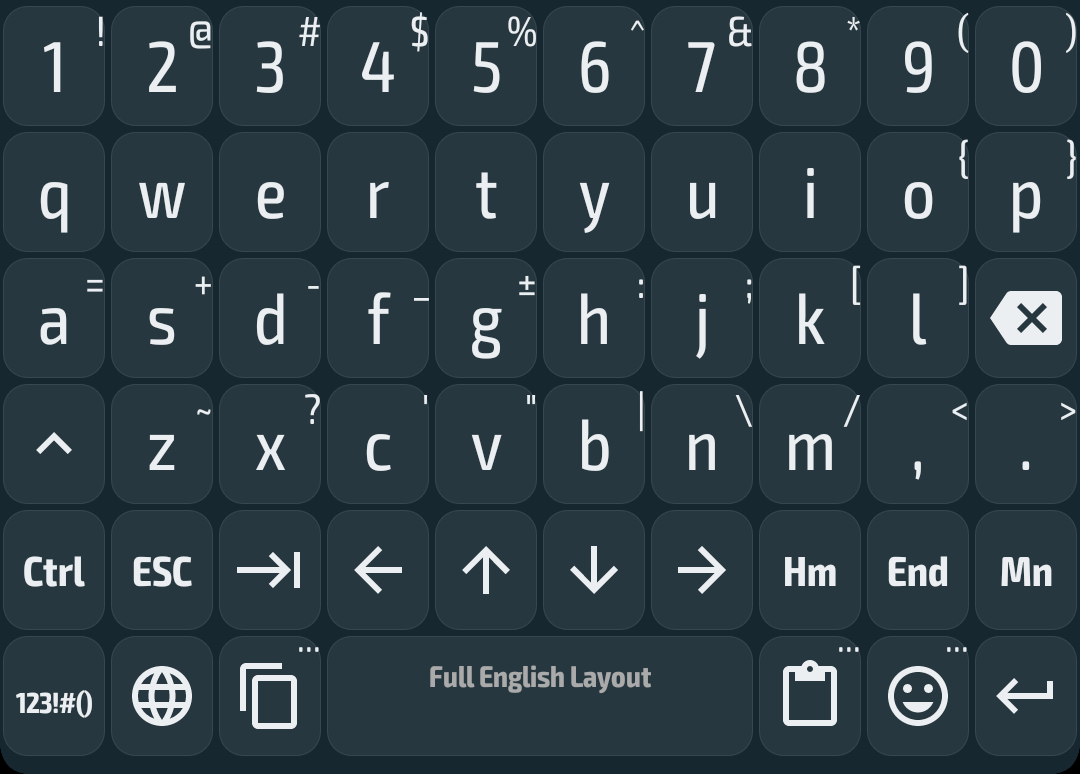 1 ! 2 @ 3 # 4 $ 5 % 6 ^ 7 & 8 * 9 ( 0 )
q w e r t y u i o { p }
a = s + d - f _ g ± h : j ; k [ l ]
z ~ x ? c ' v " b | n \ m / , < . >
Ctrl ESC Hm End Mn
123!#() ... Full English Layout ... ...